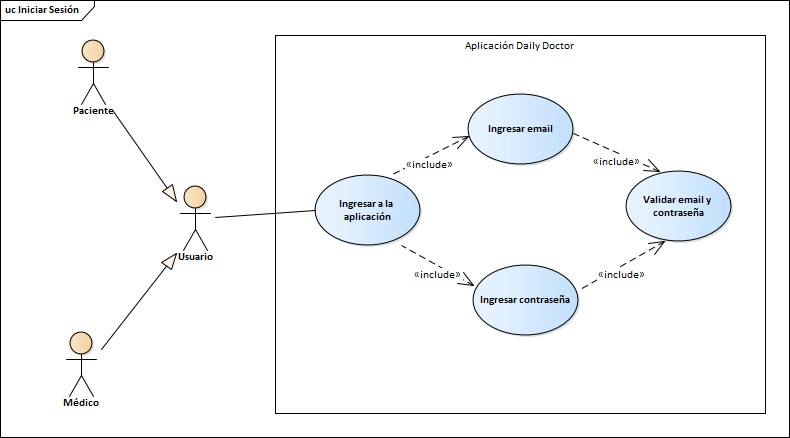 uc Iniciar Sesión
Aplicación Daily Doctor
Paciente
Ingresar email
«include»
«include»
Ingresar a la
aplicación
Validar email y
contraseña
Usuario
«include»
«include»
Ingresar contraseña
Médico